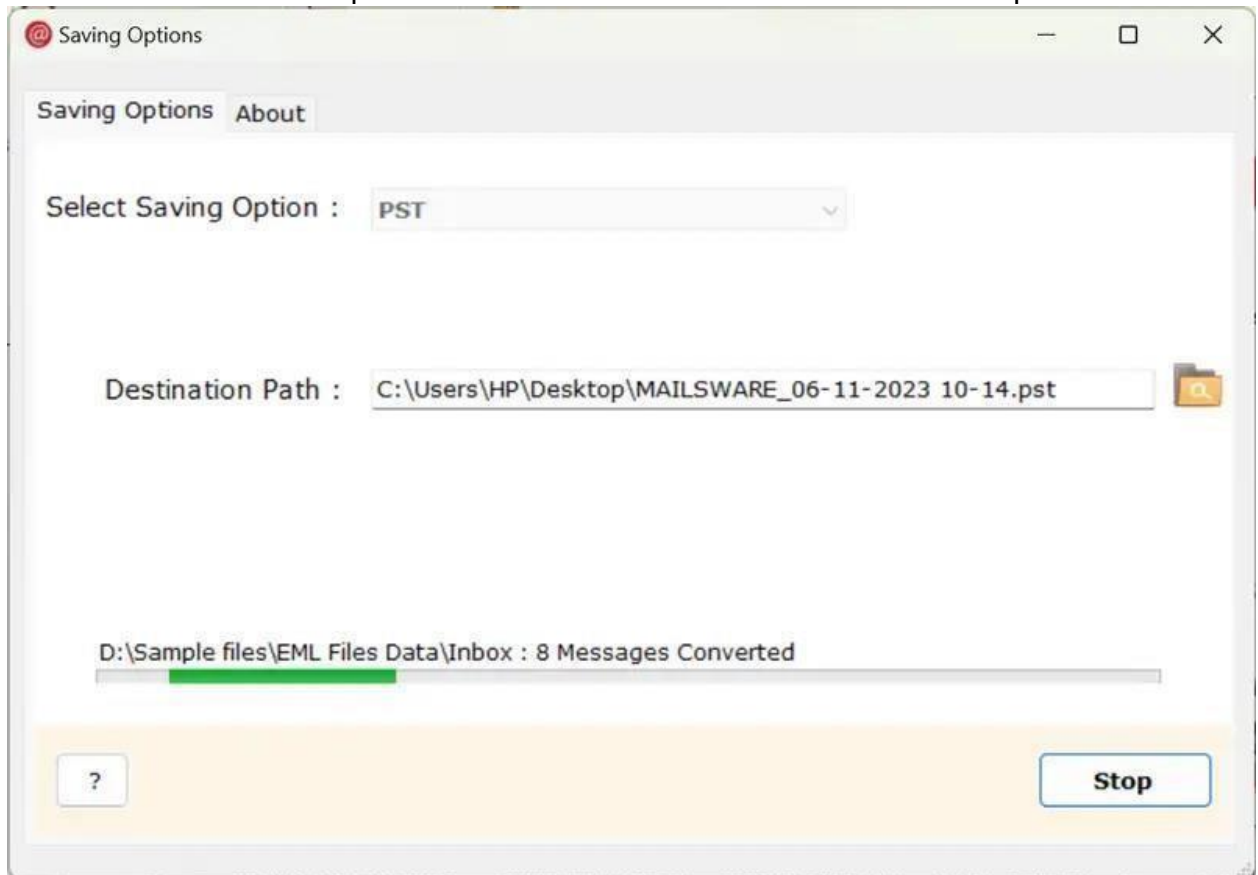 Saving Options
Saving Options About
Select Saving Option : PST
Destination Path : C:\Users\HP\Desktop\MAILSWARE_06-11-2023 10-14.pst
D:\Sample files\EML Files Data\Inbox : 8 Messages Converted
? Stop